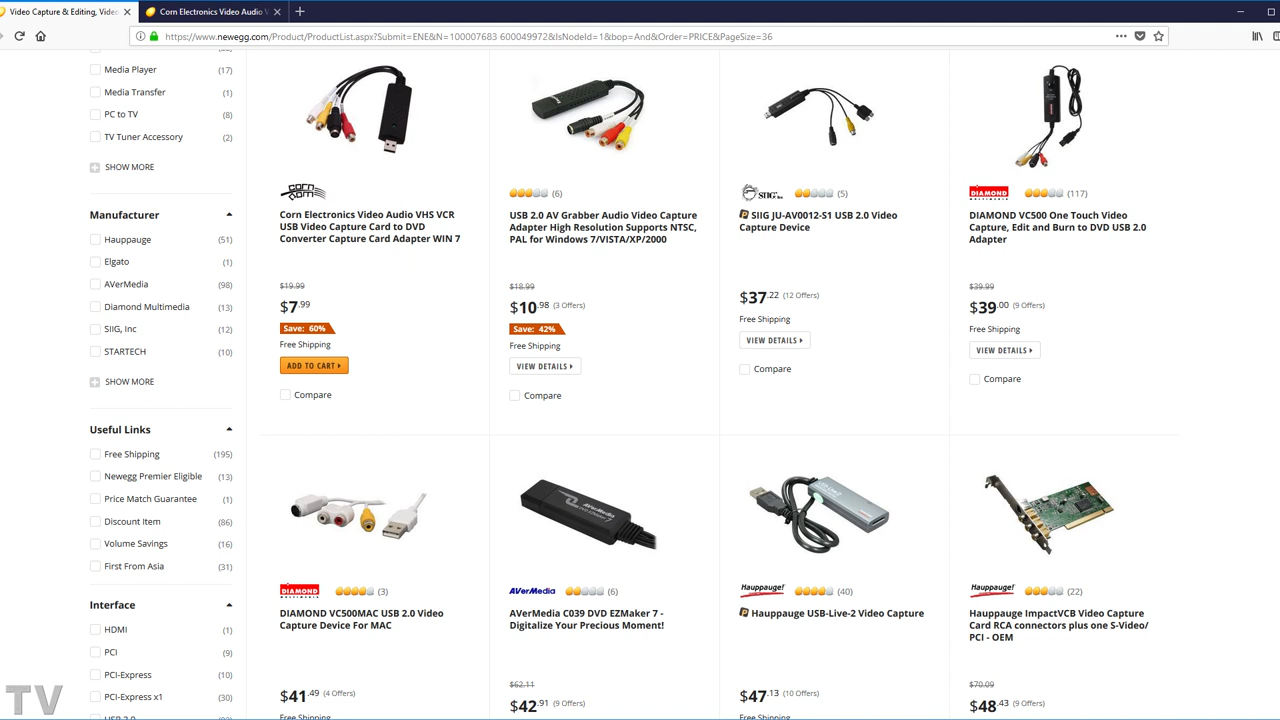 Video Capture & Editing, Video
Corn Electronics Video Audio V
https://www.newegg.com/Product/ProductList.aspx?Submit=ENE&N=100007683 600049972&IsNodeId=1&bop=And&Order=PRICE&PageSize=36
Media Player (17)
Media Transfer (1)
PC to TV (8)
TV Tuner Accessory (2)
SHOW MORE
Manufacturer
Hauppauge (51)
Elgato (1)
AVerMedia (98)
Diamond Multimedia (13)
SIIG, Inc (12)
STARTECH (10)
SHOW MORE
Useful Links
Free Shipping (195)
Newegg Premier Eligible (13)
Price Match Guarantee (1)
Discount Item (86)
Volume Savings (16)
First From Asia (31)
Interface
HDMI (1)
PCI (9)
PCI-Express (10)
PCI-Express x1 (30)
Corn Electronics Video Audio VHS VCR
USB Video Capture Card to DVD
Converter Capture Card Adapter WIN 7
$19.99
$7.99
Save: 60%
Free Shipping
ADD TO CART
Compare
(6)
USB 2.0 AV Grabber Audio Video Capture
Adapter High Resolution Supports NTSC,
PAL for Windows 7/VISTA/XP/2000
$18.99
$10.98 (3 Offers)
Save: 42%
Free Shipping
VIEW DETAILS
Compare
SIIG, Inc (5)
SIIG JU-AV0012-S1 USB 2.0 Video
Capture Device
$37.22 (12 Offers)
Free Shipping
VIEW DETAILS
Compare
DIAMOND (117)
DIAMOND VC500 One Touch Video
Capture, Edit and Burn to DVD USB 2.0
Adapter
$39.99
$39.00 (9 Offers)
Free Shipping
VIEW DETAILS
Compare
DIAMOND (3)
DIAMOND VC500MAC USB 2.0 Video
Capture Device For MAC
$41.49 (4 Offers)
Free Shipping
AVerMedia (6)
AVerMedia C039 DVD EZMaker 7 -
Digitalize Your Precious Moment!
$62.11
$42.91 (9 Offers)
Hauppauge! (40)
Hauppauge USB-Live-2 Video Capture
$47.13 (10 Offers)
Free Shipping
Hauppauge! (22)
Hauppauge ImpactVCB Video Capture
Card RCA connectors plus one S-Video/
PCI - OEM
$70.09
$48.43 (9 Offers)
TV